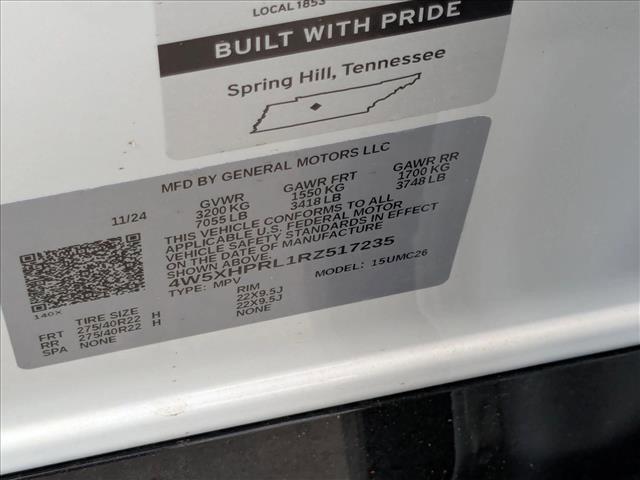 LOCAL 1853
BUILT WITH PRIDE
Spring Hill, Tennessee
MFD BY GENERAL MOTORS LLC
11/24
GVWR GAWR FRT GAWR RR
3200 KG 1550 KG 1700 KG
7055 LB 3418 LB 3748 LB
THIS VEHICLE CONFORMS TO ALL
APPLICABLE U.S. FEDERAL MOTOR
VEHICLE SAFETY STANDARDS IN EFFECT
ON THE DATE OF MANUFACTURE
SHOWN ABOVE.
4W5XHPRL1RZ517235
TYPE: MPV MODEL: 15UMC26
140X
TIRE SIZE RIM
FRT 275/40R22 H 22X9.5J
RR 275/40R22 H 22X9.5J
SPA NONE NONE